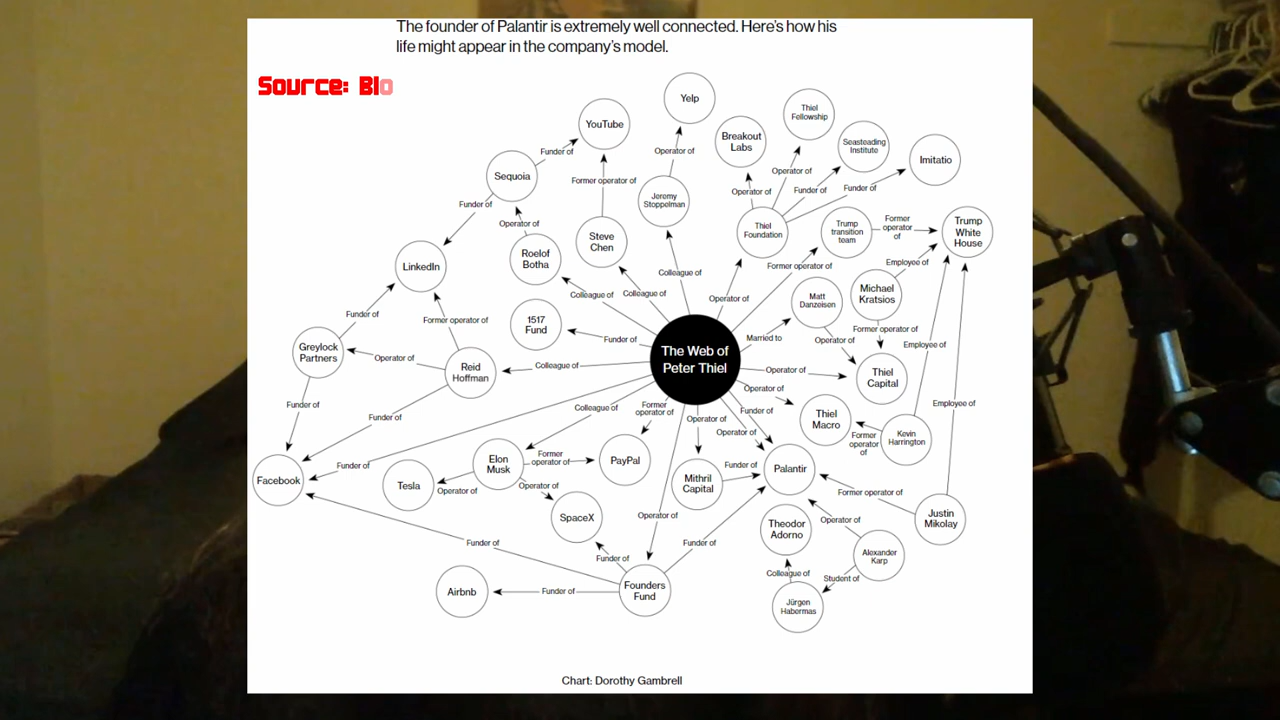 The founder of Palantir is extremely well connected. Here's how his
life might appear in the company's model.
Source: Blo
Yelp
YouTube
Thiel
Fellowship
Breakout
Labs
Seasteading
Institute
Imitatio
Funder of
Operator of
Sequoia
Former operator of
Operator of
Funder of
Funder of
Operator of
Jeremy
Stoppelman
Funder of
Operator of
Thiel
Foundation
Trump
transition
team
Former
operator
of
Trump
White
House
Steve
Chen
Roelof
Botha
LinkedIn
Colleague of
Former operator of
Employee of
Colleague of
Colleague of
Operator of
Matt
Danzeisen
Michael
Kratsios
1517
Fund
Funder of
Former operator of
Funder of
Married to
Operator of
Former operator of
Employee of
Greylock
Partners
Operator of
Reid
Hoffman
Colleague of
The Web of
Peter Thiel
Operator of
Thiel
Capital
Operator of
Funder of
Funder of
Colleague of
Former
operator of
Operator of
Funder of
Operator of
Thiel
Macro
Former
operator
of
Kevin
Harrington
Employee of
Funder of
Facebook
Tesla
Operator of
Elon
Musk
Former
operator of
Operator of
PayPal
Mithril
Capital
Funder of
Palantir
Former operator of
Justin
Mikolay
SpaceX
Operator of
Theodor
Adorno
Operator of
Funder of
Funder of
Funder of
Alexander
Karp
Colleague of
Student of
Airbnb
Funder of
Founders
Fund
Jürgen
Habermas
Chart: Dorothy Gambrell